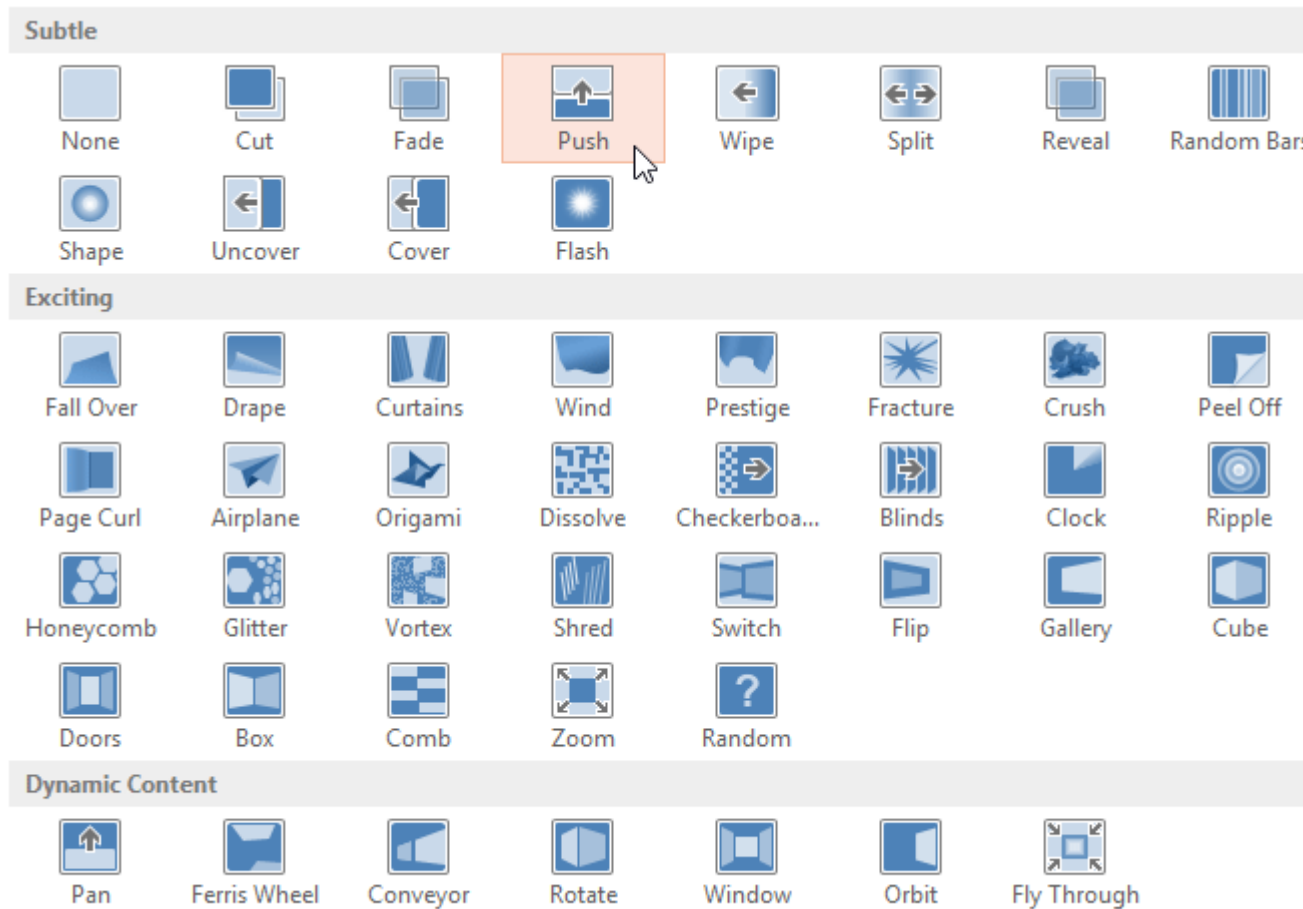 Subtle
None Cut Fade Push Wipe Split Reveal Random Bars
Shape Uncover Cover Flash
Exciting
Fall Over Drape Curtains Wind Prestige Fracture Crush Peel Off
Page Curl Airplane Origami Dissolve Checkerboa... Blinds Clock Ripple
Honeycomb Glitter Vortex Shred Switch Flip Gallery Cube
?
Doors Box Comb Zoom Random
Dynamic Content
Pan Ferris Wheel Conveyor Rotate Window Orbit Fly Through